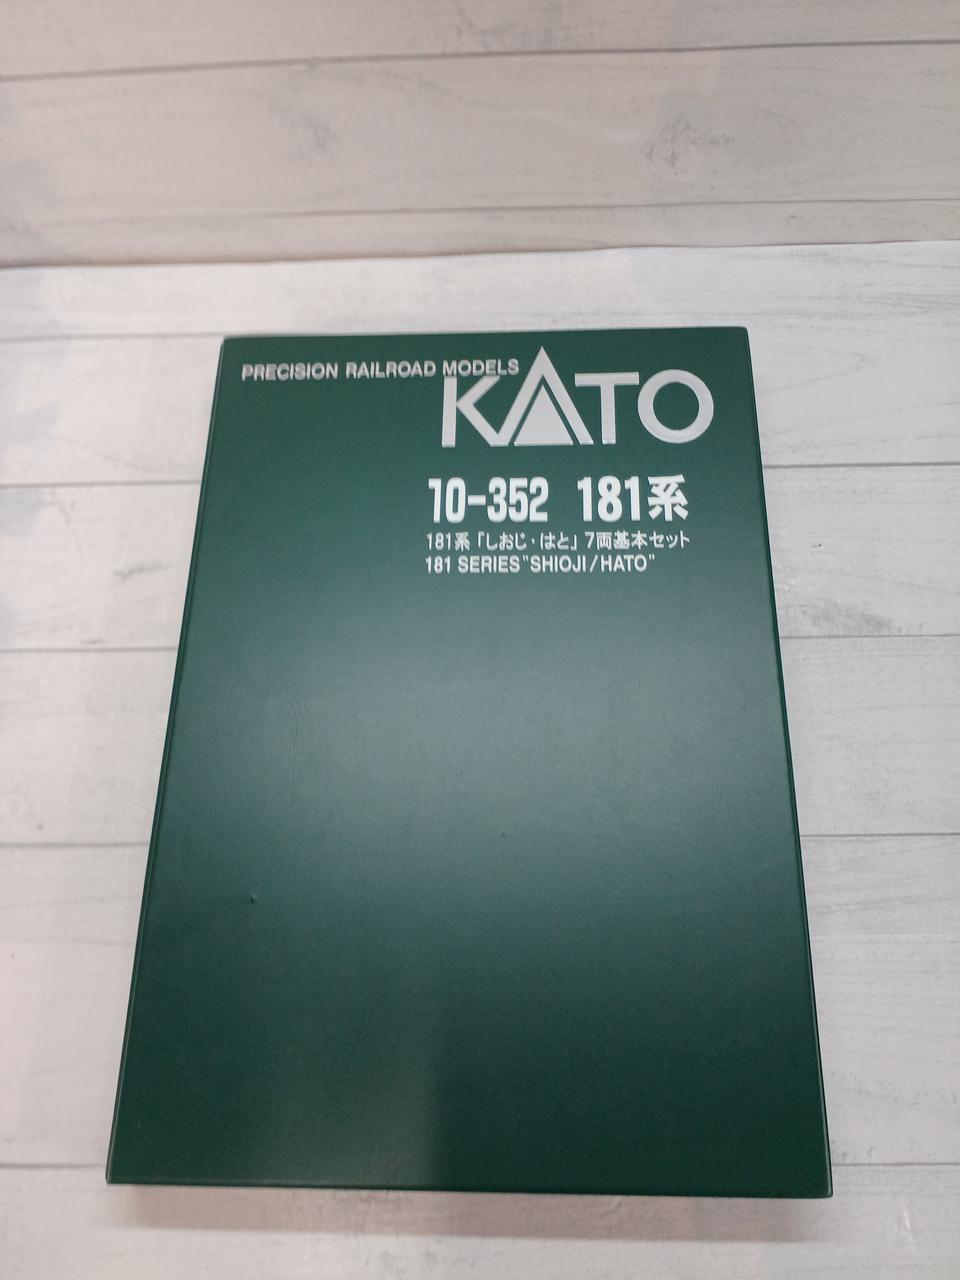 PRECISION RAILROAD MODELS
KATO
10-352 181系
181系「しおじ・はと」7両基本セット
181 SERIES "SHIOJI/HATO"